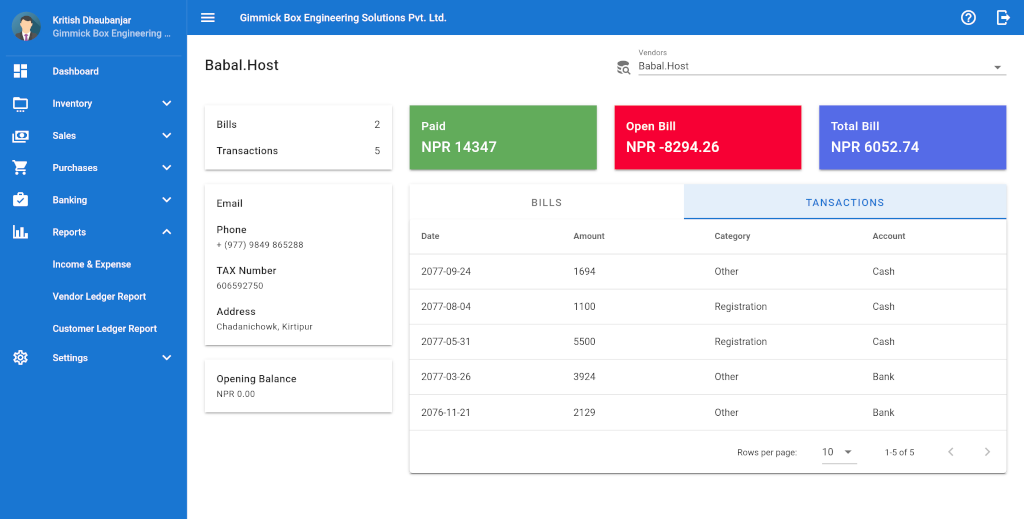 Kritish Dhaubanjar
Gimmick Box Engineering ...
Dashboard
Inventory
Sales
Purchases
Banking
Reports
Income & Expense
Vendor Ledger Report
Customer Ledger Report
Settings
Gimmick Box Engineering Solutions Pvt. Ltd.
Babal.Host
Vendors
Babal.Host
Bills 2
Transactions 5
Email
Phone
+ (977) 9849 865288
TAX Number
606592750
Address
Chadanichowk, Kirtipur
Opening Balance
NPR 0.00
Paid
NPR 14347
Open Bill
NPR -8294.26
Total Bill
NPR 6052.74
BILLS TANSACTIONS
Date Amount Category Account
2077-09-24 1694 Other Cash
2077-08-04 1100 Registration Cash
2077-05-31 5500 Registration Cash
2077-03-26 3924 Other Bank
2076-11-21 2129 Other Bank
Rows per page: 10 1-5 of 5